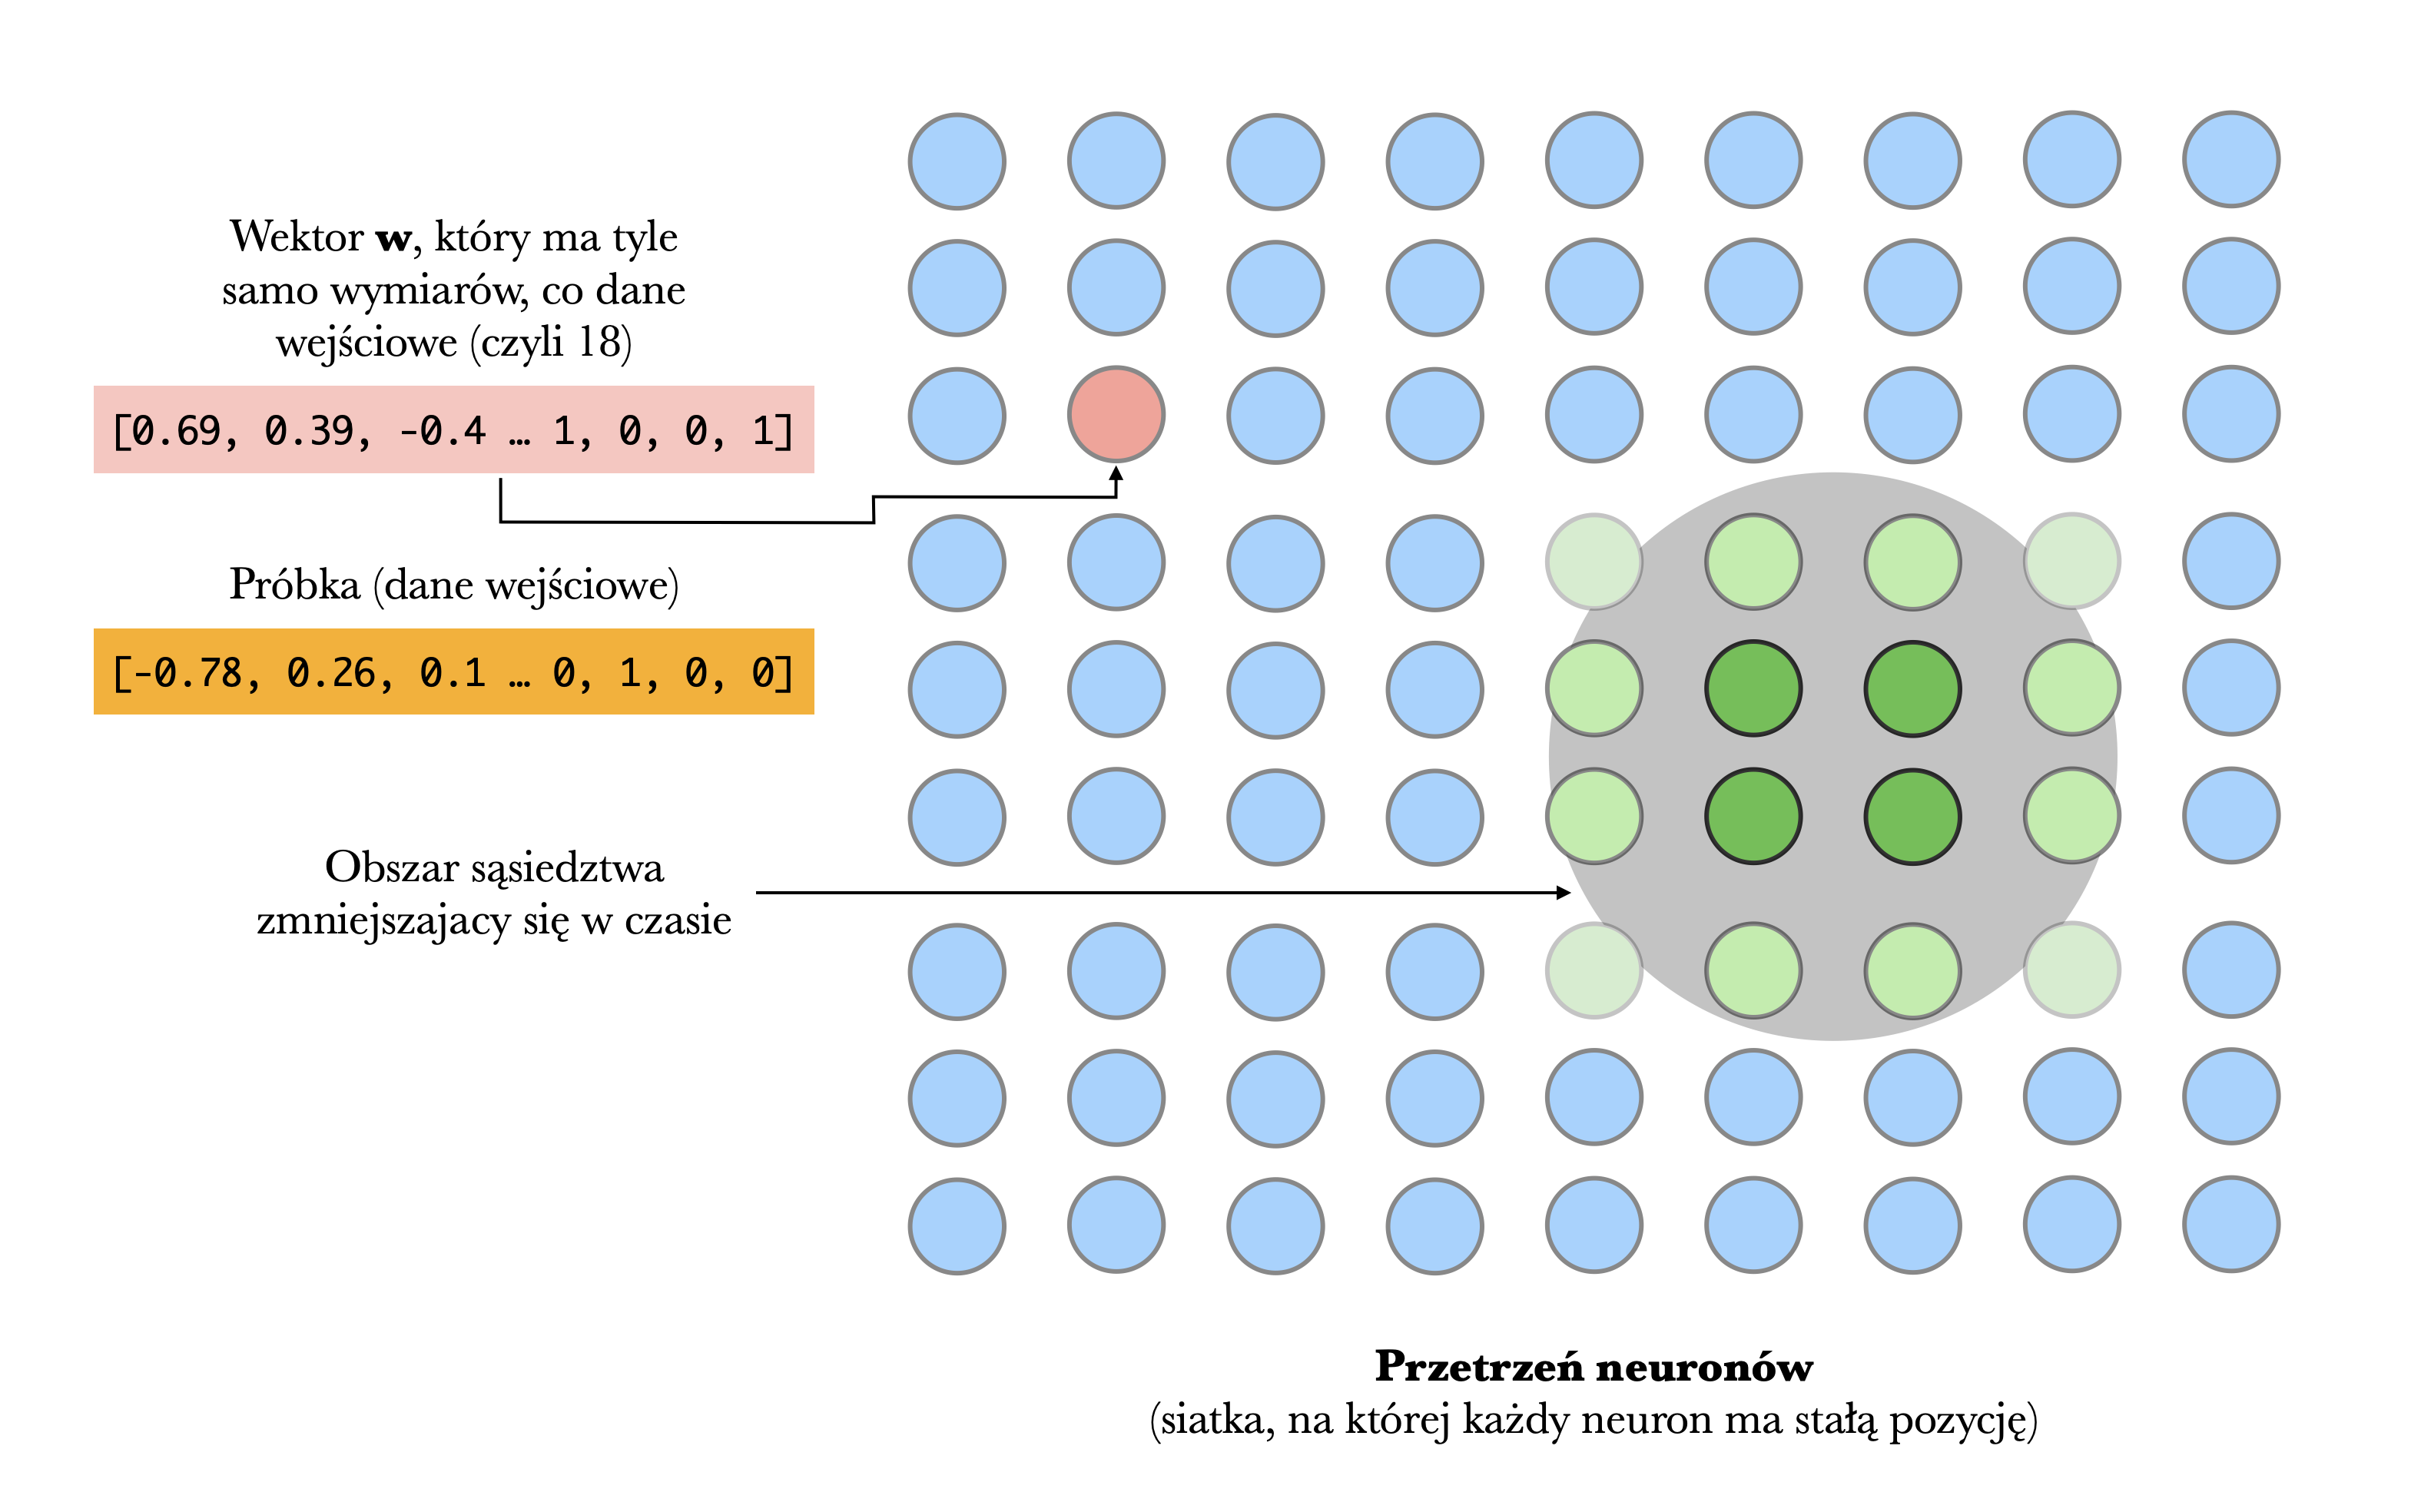 Wektor w, który ma tyle
samo wymiarów, co dane
wejściowe (czyli 18)
[0.69, 0.39, -0.4 … 1, 0, 0, 1]
Próbka (dane wejściowe)
[-0.78, 0.26, 0.1 … 0, 1, 0, 0]
Obszar sąsiedztwa
zmniejszajacy się w czasie
Przetrzeń neuronów
(siatka, na której każdy neuron ma stałą pozycję)